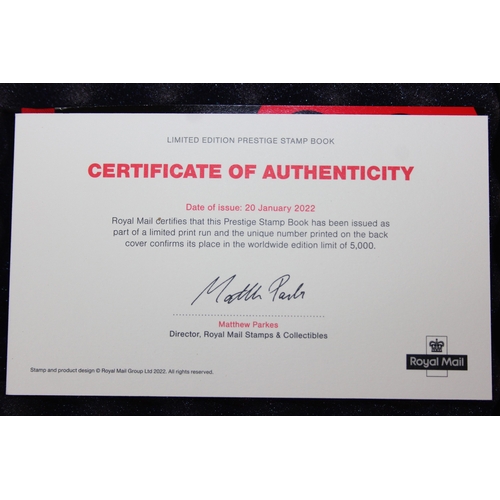 LIMITED EDITION PRESTIGE STAMP BOOK
CERTIFICATE OF AUTHENTICITY
Date of issue: 20 January 2022
Royal Mail certifies that this Prestige Stamp Book has been issued as
part of a limited print run and the unique number printed on the back
cover confirms its place in the worldwide edition limit of 5,000.
Matthew Parkes
Director, Royal Mail Stamps & Collectibles
Royal Mail
Stamp and product design © Royal Mail Group Ltd 2022. All rights reserved.